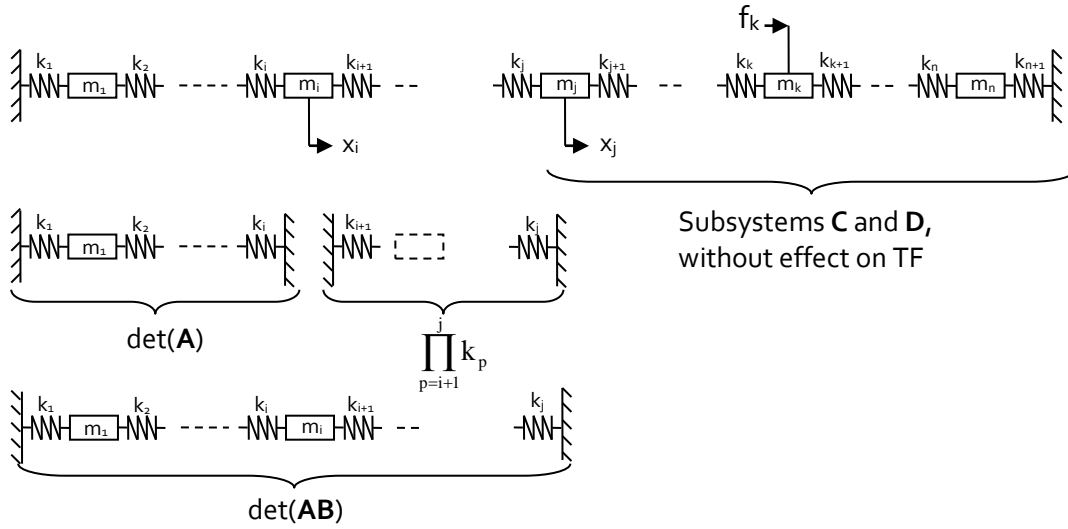 fₖ
k₁ k₂ kᵢ kᵢ₊₁ kⱼ kⱼ₊₁ kₖ kₖ₊₁ kₙ kₙ₊₁
m₁ mᵢ mⱼ mₖ mₙ
xᵢ xⱼ
Subsystems C and D,
without effect on TF
k₁ k₂ kᵢ kᵢ₊₁ kⱼ
m₁
det(A)
j
∏ kₚ
p=i+1
k₁ k₂ kᵢ kᵢ₊₁ kⱼ
m₁ mᵢ
det(AB)